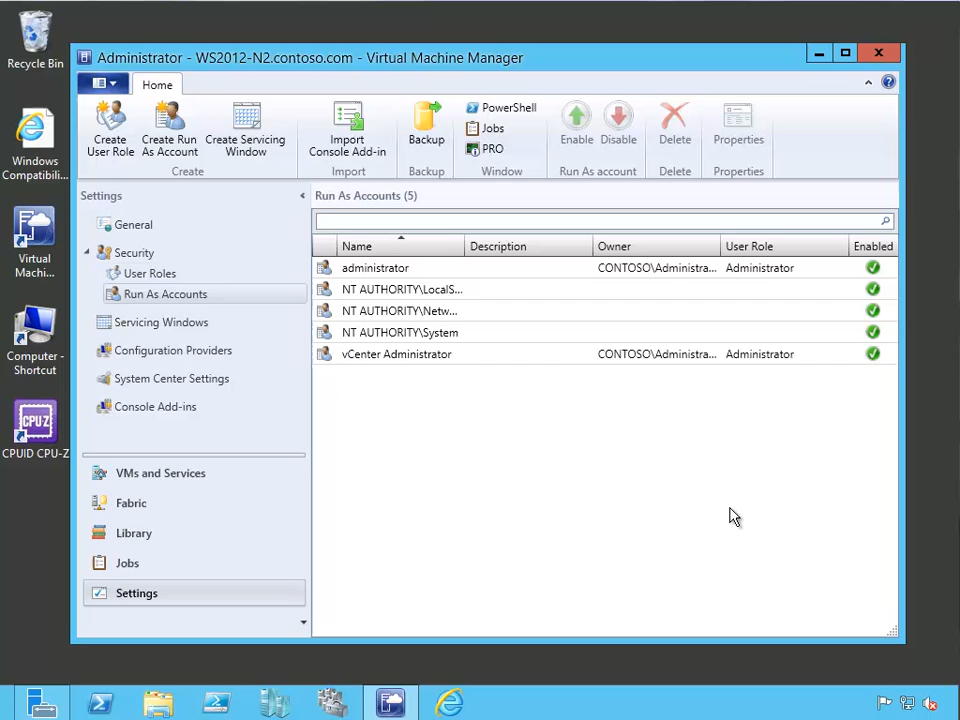 Recycle Bin
Windows
Compatibili...
Virtual
Machi...
Computer -
Shortcut
CPU-Z
CPUID CPU-Z
Administrator - WS2012-N2.contoso.com - Virtual Machine Manager
Home
Create
User Role
Create Run
As Account
Create Servicing
Window
Create
Import
Console Add-in
Import
Backup
Backup
PowerShell
Jobs
PRO
Window
Enable
Disable
Run As account
Delete
Delete
Properties
Properties
Settings
General
Security
User Roles
Run As Accounts
Servicing Windows
Configuration Providers
System Center Settings
Console Add-ins
VMs and Services
Fabric
Library
Jobs
Settings
Run As Accounts (5)
Name Description Owner User Role Enabled
administrator CONTOSO\Administra... Administrator
NT AUTHORITY\LocalS...
NT AUTHORITY\Netw...
NT AUTHORITY\System
vCenter Administrator CONTOSO\Administra... Administrator